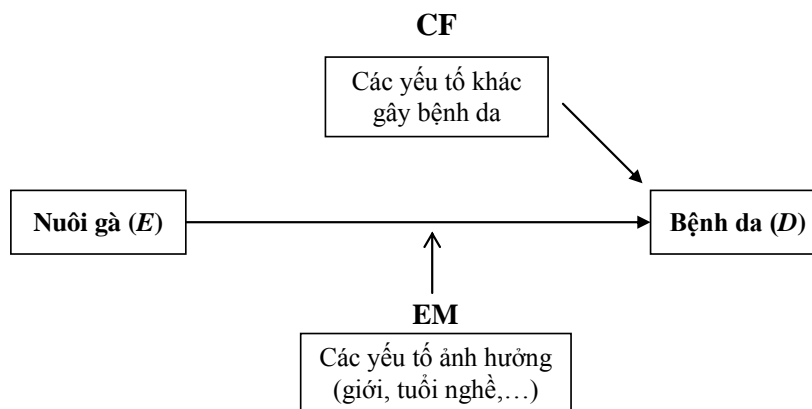 CF
Các yếu tố khác
gây bệnh da
Nuôi gà (E)
Bệnh da (D)
EM
Các yếu tố ảnh hưởng
(giới, tuổi nghề,…)